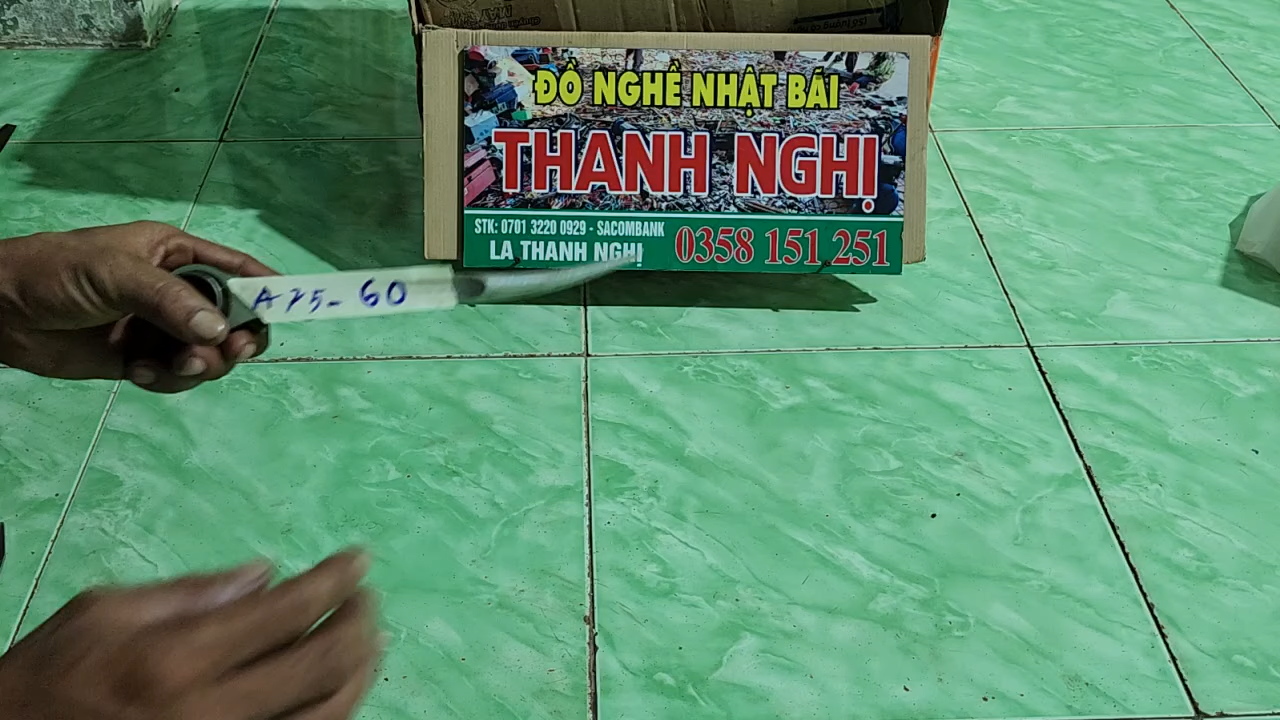 ĐỒ NGHỀ NHẬT BÃI
THANH NGHỊ
STK: 0701 3220 0929 - SACOMBANK
LA THANH NGHỊ
0358 151 251
A75- 60